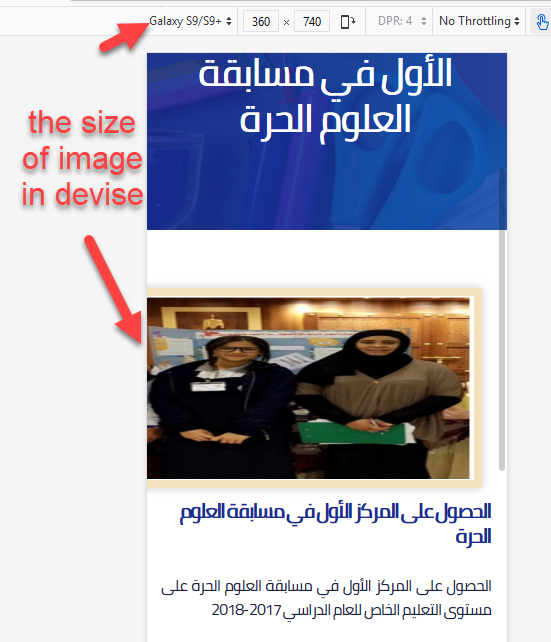 Galaxy S9/S9+
360 × 740
DPR: 4
No Throttling
الأول في مسابقة
العلوم الحرة
the size
of image
in devise
الحصول على المركز الأول في مسابقة العلوم
الحرة
الحصول على المركز الأول في مسابقة العلوم الحرة على
مستوى التعليم الخاص للعام الدراسي 2017-2018